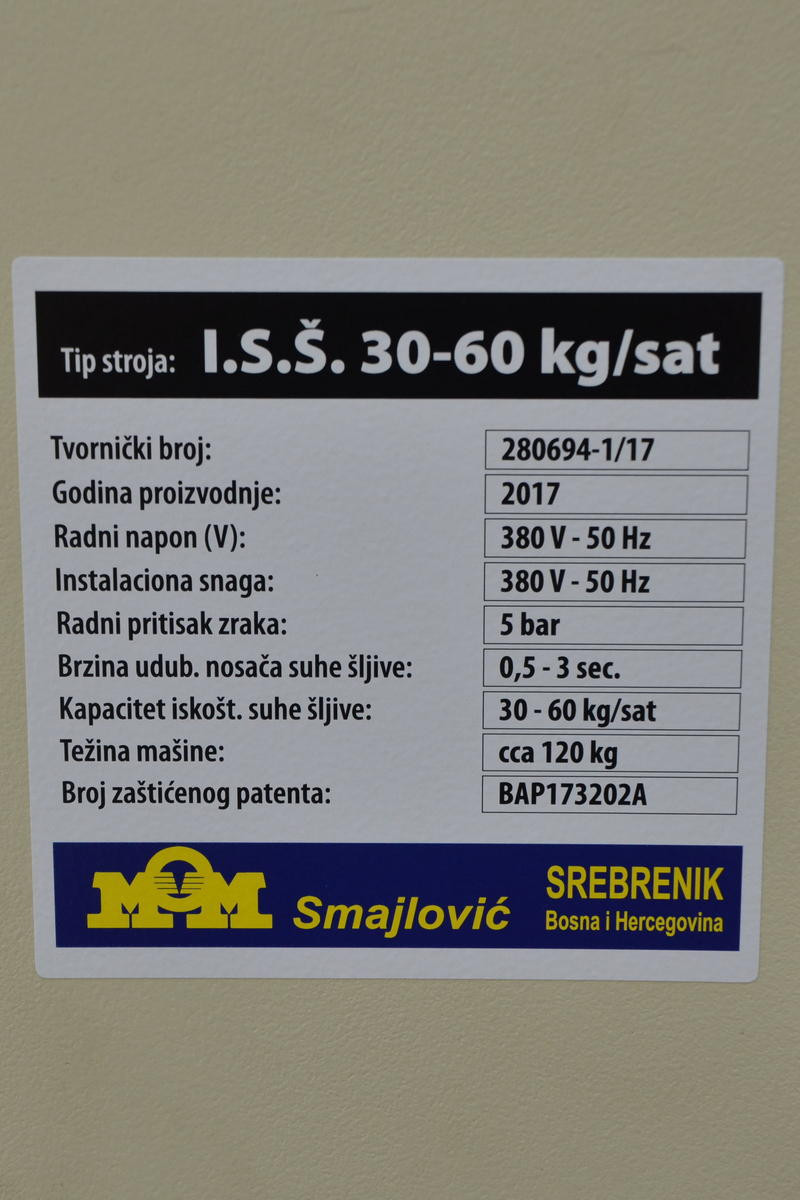 Tip stroja: I.S.Š. 30-60 kg/sat
Tvornički broj: 280694-1/17
Godina proizvodnje: 2017
Radni napon (V): 380 V - 50 Hz
Instalaciona snaga: 380 V - 50 Hz
Radni pritisak zraka: 5 bar
Brzina udub. nosača suhe šljive: 0,5 - 3 sec.
Kapacitet iskošt. suhe šljive: 30 - 60 kg/sat
Težina mašine: cca 120 kg
Broj zaštićenog patenta: BAP173202A
MOM Smajlović SREBRENIK
Bosna i Hercegovina